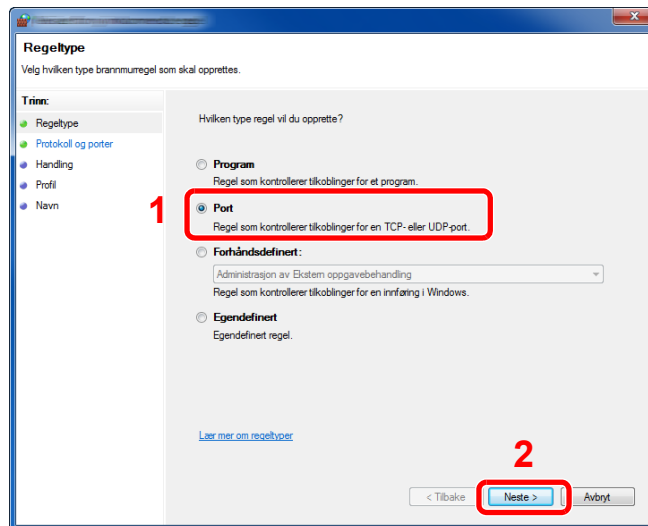 Regeltype
Velg hvilken type brannmurregel som skal opprettes.
Trinn:
Regeltype
Protokoll og porter
Handling
Profil
Navn
Hvilken type regel vil du opprette?
Program
Regel som kontrollerer tilkoblinger for et program.
1
Port
Regel som kontrollerer tilkoblinger for en TCP- eller UDP-port.
Forhåndsdefinert:
Administrasjon av Ekstern oppgavebehandling
Regel som kontrollerer tilkoblinger for en innføring i Windows.
Egendefinert
Egendefinert regel.
Lær mer om regeltyper
2
< Tilbake Neste > Avbryt